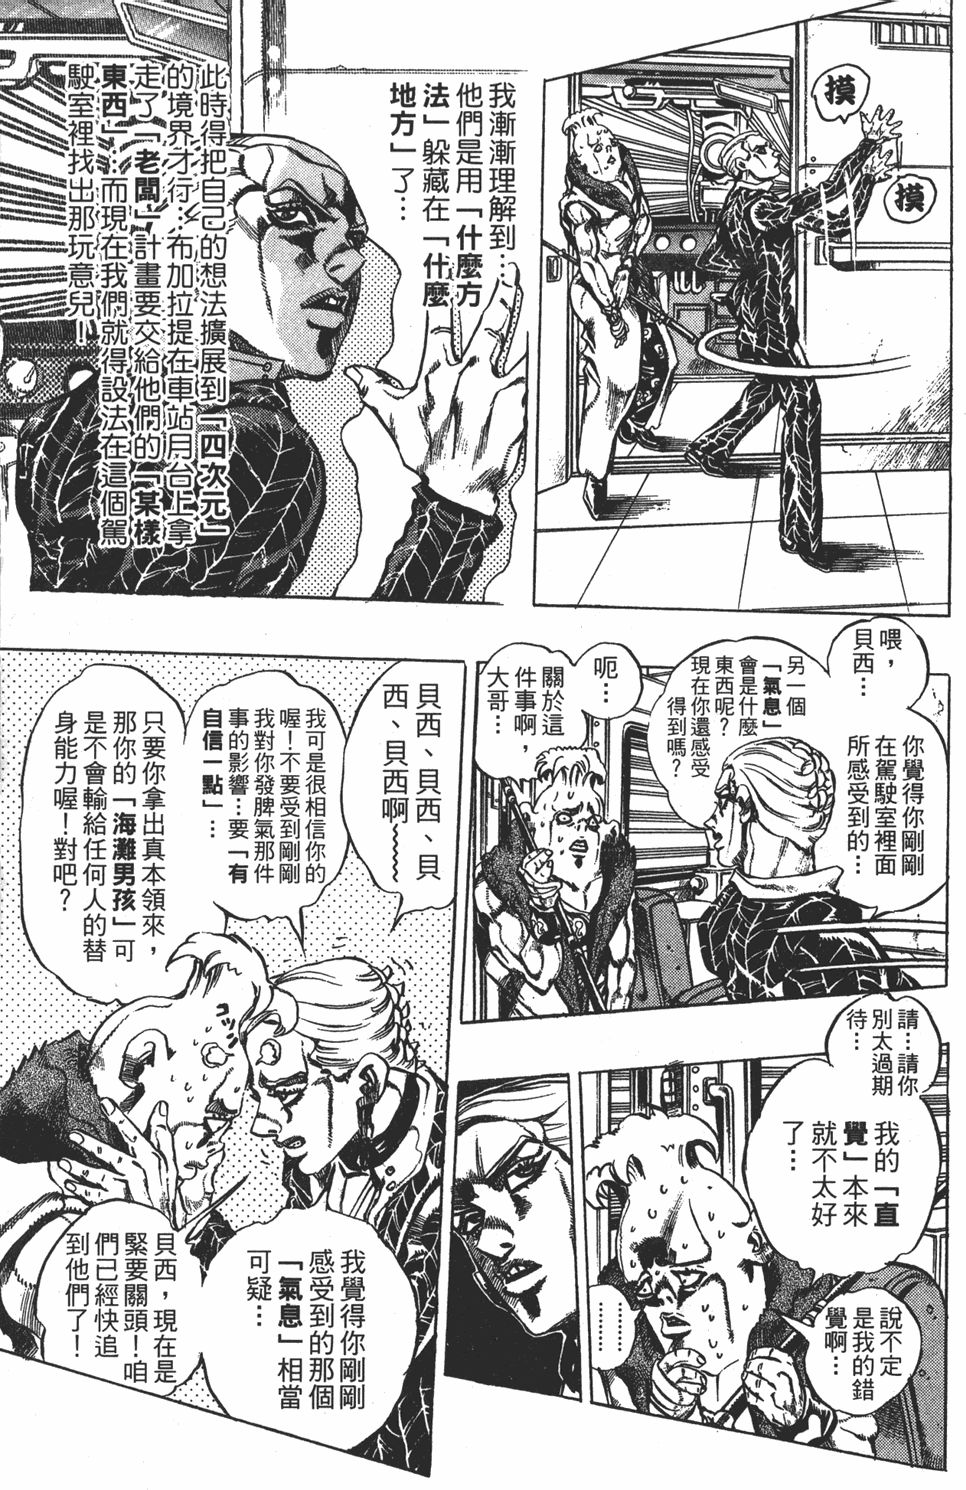 摸
摸
我漸漸理解到…
他們是用「什麼方
法」躲藏在「什麼
地方」了…
此時得把自己的想法擴展到「四次元」
的境界才行…布加拉提在車站月台上拿
走了「老闆」計畫要交給他們的「某樣
東西」…而現在我們就得設法在這個駕
駛室裡找出那玩意兒！
喂，
貝西…
你覺得你剛剛
在駕駛室裡面
所感受到的…
另一個
「氣息」
會是什麼
東西呢？
現在你還感受
得到嗎？
呃…
關於這
件事啊，
大哥…
請…請你
別太過期
待…
我的「直
覺」本來
就不太好
了…
說不定
是我的錯
覺啊…
………
………
貝西、貝西、貝
西、貝西啊～～
我可是很相信你的
喔！不要受到剛剛
我對你發脾氣那件
事的影響…要「有
自信一點」…
只要你拿出真本領來，
那你的「海灘男孩」可
是不會輸給任何人的替
身能力喔！對吧？
コツン
我覺得你剛剛
感受到的那個
「氣息」相當
可疑…
貝西，現在是
緊要關頭！咱
們已經快追
到他們了！